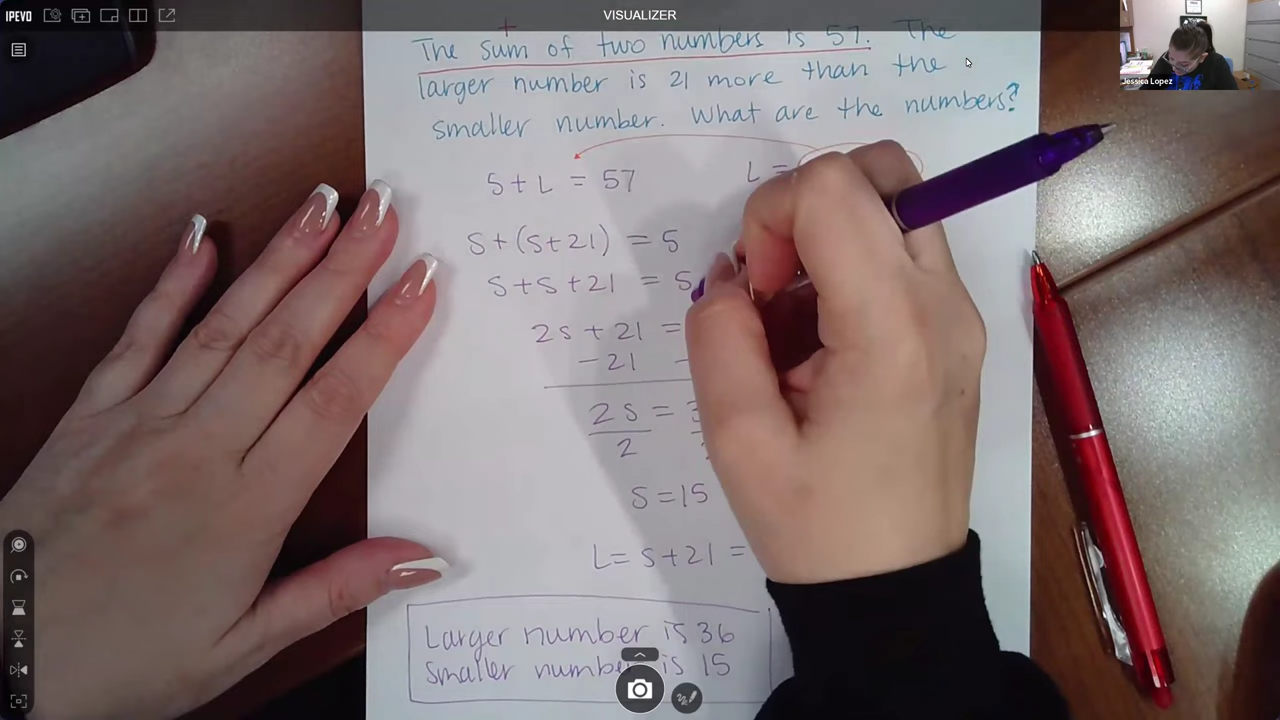 IPEVO
VISUALIZER
Jessica Lopez
+
The sum of two numbers is 57. The
larger number is 21 more than the
smaller number. What are the numbers?
S + L = 57
L =
S+(S+21) = 5
S+S+21 = 5
2S + 21 =
-21 -
2S = 3
2
S = 15
L = S+21 =
Larger number is 36
Smaller number is 15